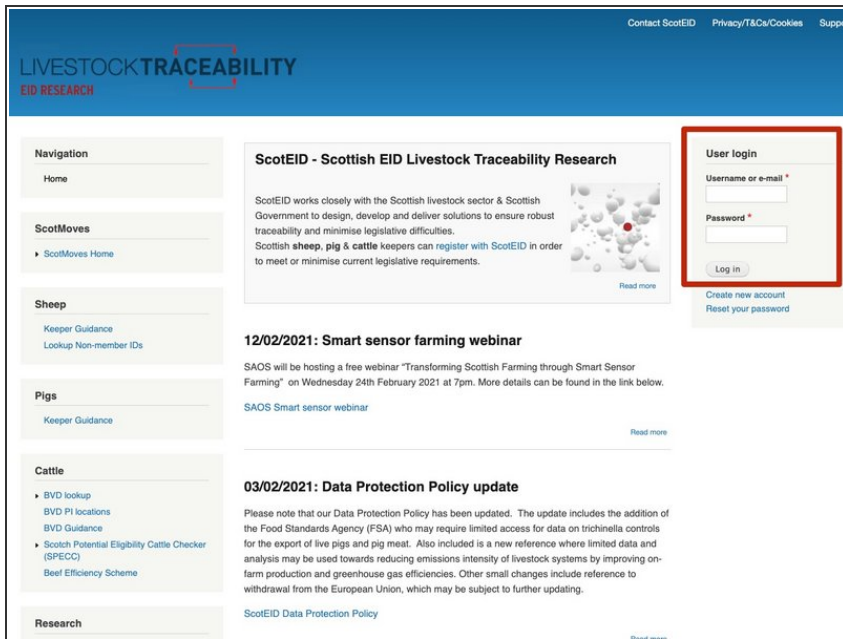 Contact ScotEID Privacy/T&Cs/Cookies
LIVESTOCKTRACEABILITY
EID RESEARCH
Navigation
Home
ScotMoves
ScotMoves Home
Sheep
Keeper Guidance
Lookup Non-member IDs
Pigs
Keeper Guidance
Cattle
BVD lookup
BVD PI locations
BVD Guidance
Scotch Potential Eligibility Cattle Checker
(SPECC)
Beef Efficiency Scheme
Research
ScotEID - Scottish EID Livestock Traceability Research
ScotEID works closely with the Scottish livestock sector & Scottish
Government to design, develop and deliver solutions to ensure robust
traceability and minimise legislative difficulties.
Scottish sheep, pig & cattle keepers can register with ScotEID in order
to meet or minimise current legislative requirements.
Read more
12/02/2021: Smart sensor farming webinar
SAOS will be hosting a free webinar "Transforming Scottish Farming through Smart Sensor
Farming" on Wednesday 24th February 2021 at 7pm. More details can be found in the link below.
SAOS Smart sensor webinar
Read more
03/02/2021: Data Protection Policy update
Please note that our Data Protection Policy has been updated. The update includes the addition of
the Food Standards Agency (FSA) who may require limited access for data on trichinella controls
for the export of live pigs and pig meat. Also included is a new reference where limited data and
analysis may be used towards reducing emissions intensity of livestock systems by improving on-
farm production and greenhouse gas efficiencies. Other small changes include reference to
withdrawal from the European Union, which may be subject to further updating.
ScotEID Data Protection Policy
Read more
User login
Username or e-mail *
Password *
Log in
Create new account
Reset your password